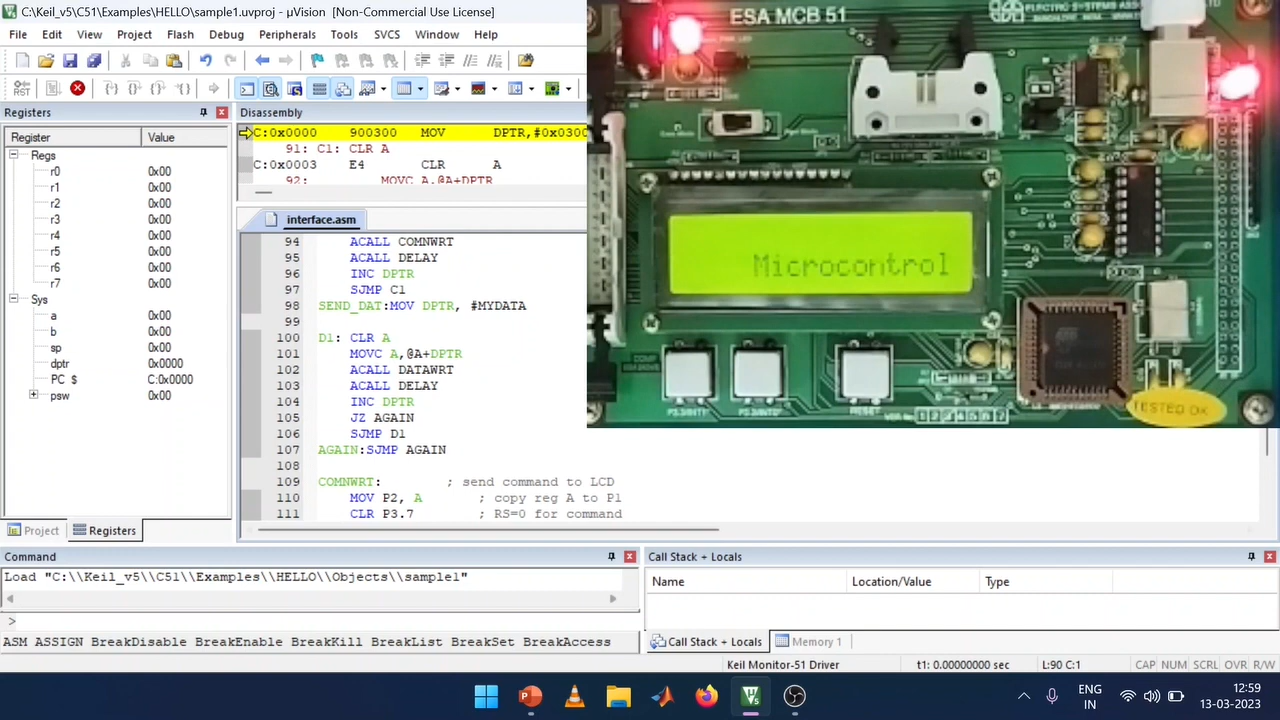 C:\Keil_v5\C51\Examples\HELLO\sample1.uvproj - µVision [Non-Commercial Use License]
File Edit View Project Flash Debug Peripherals Tools SVCS Window Help
Registers
Register Value
Regs
r0 0x00
r1 0x00
r2 0x00
r3 0x00
r4 0x00
r5 0x00
r6 0x00
r7 0x00
Sys
a 0x00
b 0x00
sp 0x00
dptr 0x0000
PC $ C:0x0000
psw 0x00
Project Registers
Disassembly
C:0x0000 900300 MOV DPTR,#0x0300
91: C1: CLR A
C:0x0003 E4 CLR A
92: MOVC A,@A+DPTR
interface.asm
94 ACALL COMNWRT
95 ACALL DELAY
96 INC DPTR
97 SJMP C1
98 SEND_DAT:MOV DPTR, #MYDATA
99
100 D1: CLR A
101 MOVC A,@A+DPTR
102 ACALL DATAWRT
103 ACALL DELAY
104 INC DPTR
105 JZ AGAIN
106 SJMP D1
107 AGAIN:SJMP AGAIN
108
109 COMNWRT: ; send command to LCD
110 MOV P2, A ; copy reg A to P1
111 CLR P3.7 ; RS=0 for command
ESA MCB 51
Microcontrol
RESET
TESTED OK
Command
Load "C:\\Keil_v5\\C51\\Examples\\HELLO\\Objects\\sample1"
>
ASM ASSIGN BreakDisable BreakEnable BreakKill BreakList BreakSet BreakAccess
Call Stack + Locals
Name Location/Value Type
Call Stack + Locals Memory 1
Keil Monitor-51 Driver t1: 0.00000000 sec L:90 C:1 CAP NUM SCRL OVR R/W
ENG
IN
12:59
13-03-2023